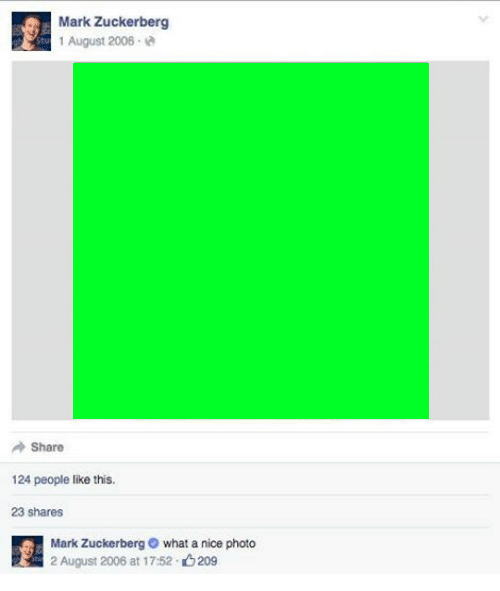 Mark Zuckerberg
1 August 2006 ·
Share
124 people like this.
23 shares
Mark Zuckerberg what a nice photo
2 August 2006 at 17:52 · 209